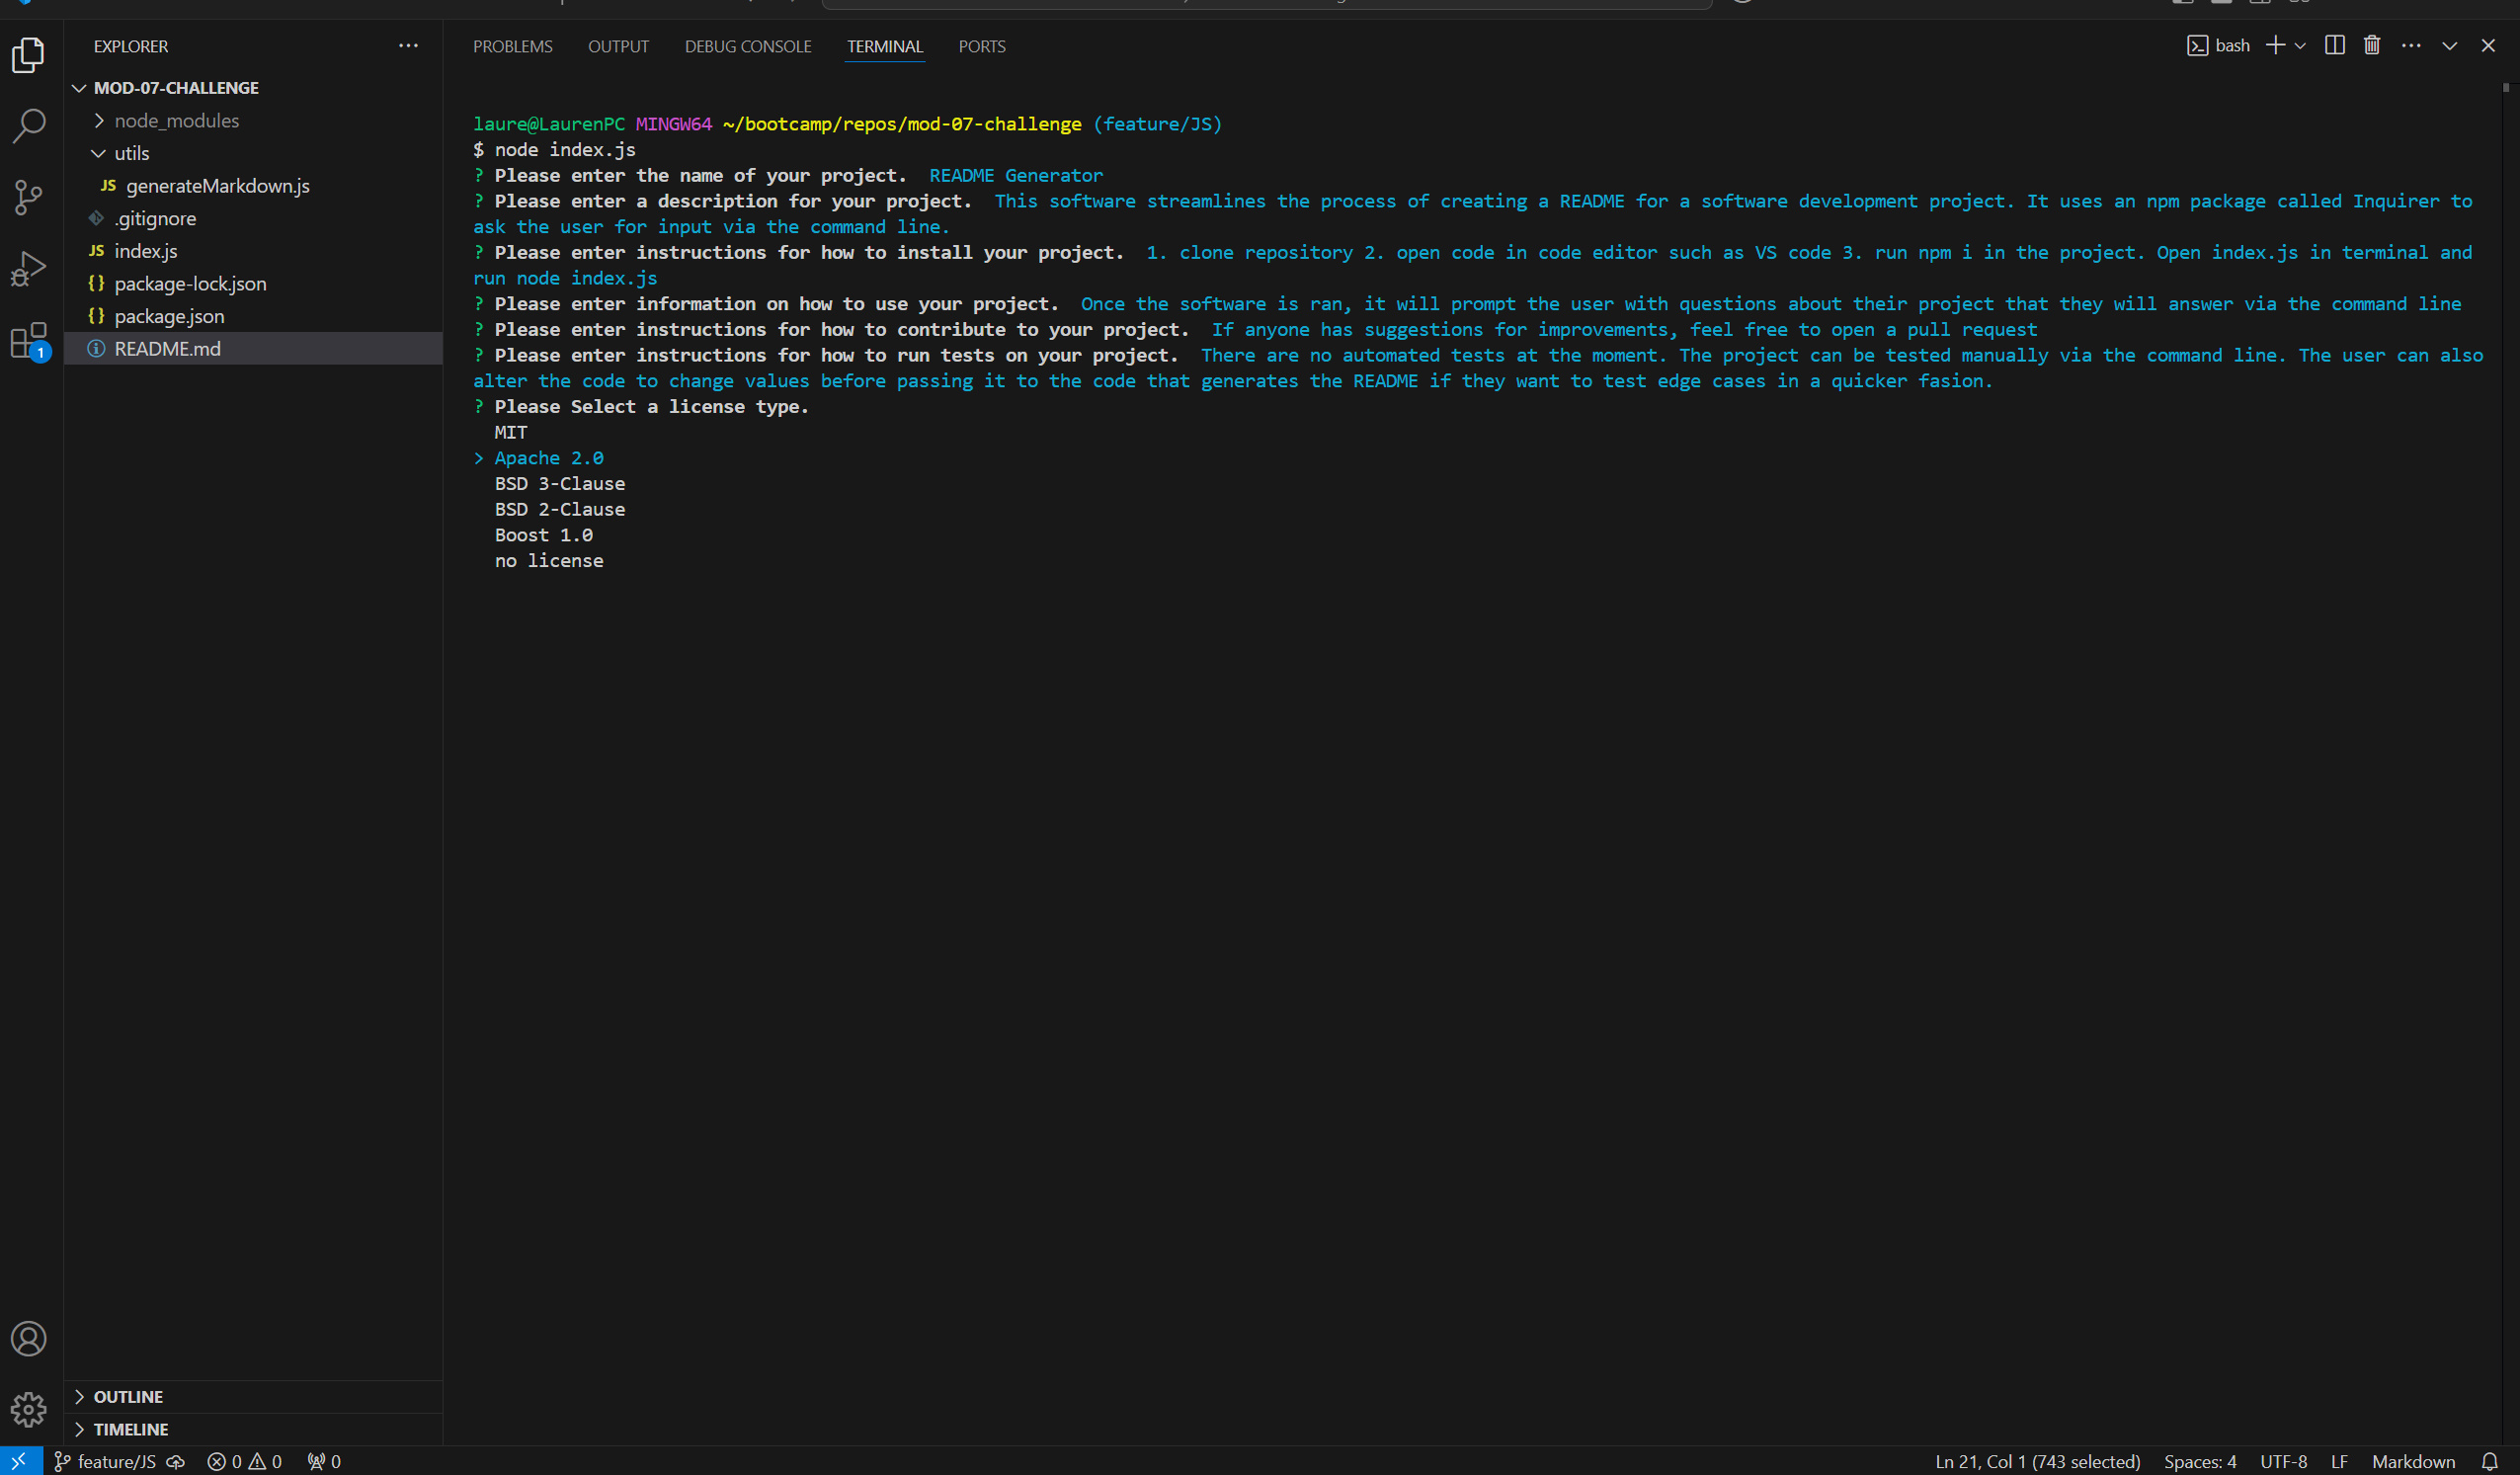 EXPLORER
MOD-07-CHALLENGE
node_modules
utils
JS generateMarkdown.js
.gitignore
JS index.js
{} package-lock.json
{} package.json
README.md
1
OUTLINE
TIMELINE
PROBLEMS OUTPUT DEBUG CONSOLE TERMINAL PORTS
bash
laure@LaurenPC MINGW64 ~/bootcamp/repos/mod-07-challenge (feature/JS)
$ node index.js
? Please enter the name of your project. README Generator
? Please enter a description for your project. This software streamlines the process of creating a README for a software development project. It uses an npm package called Inquirer to
ask the user for input via the command line.
? Please enter instructions for how to install your project. 1. clone repository 2. open code in code editor such as VS code 3. run npm i in the project. Open index.js in terminal and
run node index.js
? Please enter information on how to use your project. Once the software is ran, it will prompt the user with questions about their project that they will answer via the command line
? Please enter instructions for how to contribute to your project. If anyone has suggestions for improvements, feel free to open a pull request
? Please enter instructions for how to run tests on your project. There are no automated tests at the moment. The project can be tested manually via the command line. The user can also
alter the code to change values before passing it to the code that generates the README if they want to test edge cases in a quicker fasion.
? Please Select a license type.
MIT
> Apache 2.0
BSD 3-Clause
BSD 2-Clause
Boost 1.0
no license
feature/JS 0 0 0 Ln 21, Col 1 (743 selected) Spaces: 4 UTF-8 LF Markdown